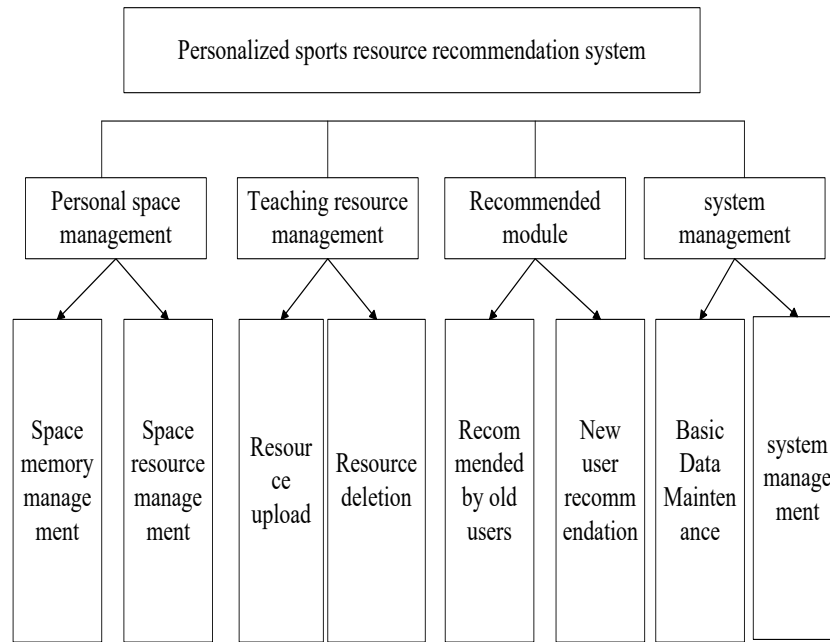 Personalized sports resource recommendation system
Personal space
management
Teaching resource
management
Recommended
module
system
management
Space
memory
manage
ment
Space
resource
manage
ment
Resour
ce
upload
Resource
deletion
Recom
mended
by old
users
New
user
recomm
endation
Basic
Data
Mainten
ance
system
manage
ment